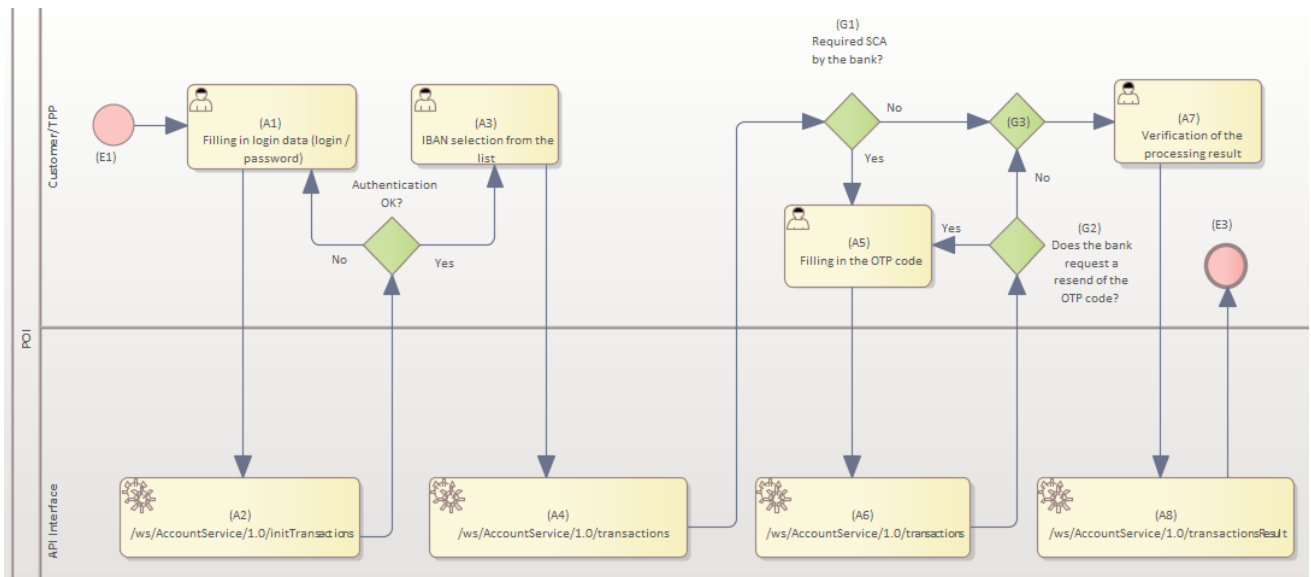 POI
Customer/TPP
(E1)
(A1)
Filling in login data (login /
password)
Authentication
OK?
No
Yes
(A3)
IBAN selection from the
list
(G1)
Required SCA
by the bank?
No
Yes
(G3)
(A5)
Filling in the OTP code
Yes
No
(G2)
Does the bank
request a
resend of the
OTP code?
(A7)
Verification of the
processing result
(E3)
API Interface
(A2)
/ws/AccountService/1.0/initTransactions
(A4)
/ws/AccountService/1.0/transactions
(A6)
/ws/AccountService/1.0/transactions
(A8)
/ws/AccountService/1.0/transactionsResult